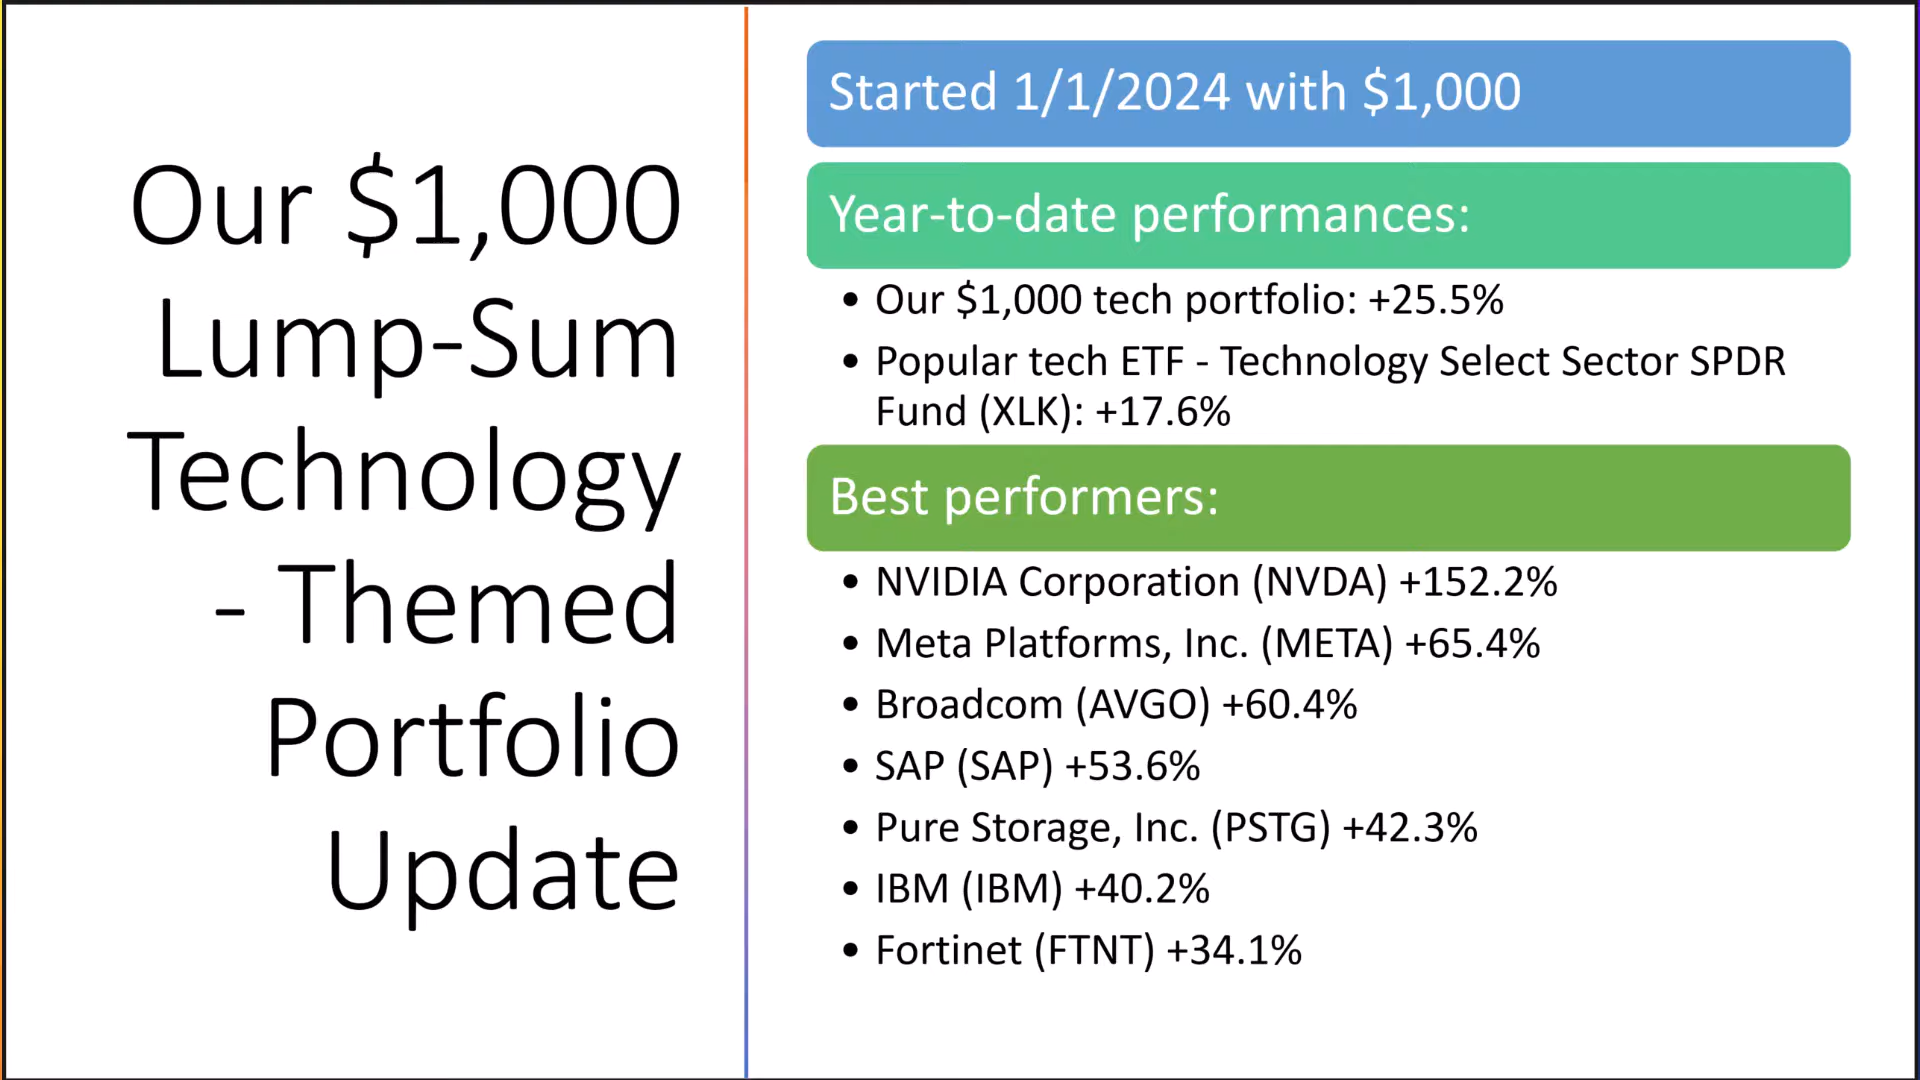 Our $1,000
Lump-Sum
Technology
- Themed
Portfolio
Update
Started 1/1/2024 with $1,000
Year-to-date performances:
• Our $1,000 tech portfolio: +25.5%
• Popular tech ETF - Technology Select Sector SPDR
Fund (XLK): +17.6%
Best performers:
• NVIDIA Corporation (NVDA) +152.2%
• Meta Platforms, Inc. (META) +65.4%
• Broadcom (AVGO) +60.4%
• SAP (SAP) +53.6%
• Pure Storage, Inc. (PSTG) +42.3%
• IBM (IBM) +40.2%
• Fortinet (FTNT) +34.1%